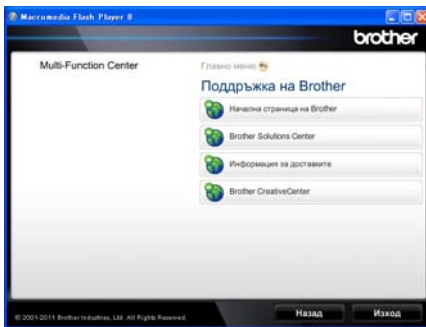 Macromedia Flash Player 8
brother
Multi-Function Center
Главно меню
Поддръжка на Brother
Начална страница на Brother
Brother Solutions Center
Информация за доставките
Brother CreativeCenter
© 2001-2011 Brother Industries, Ltd. All Rights Reserved.
Назад
Изход